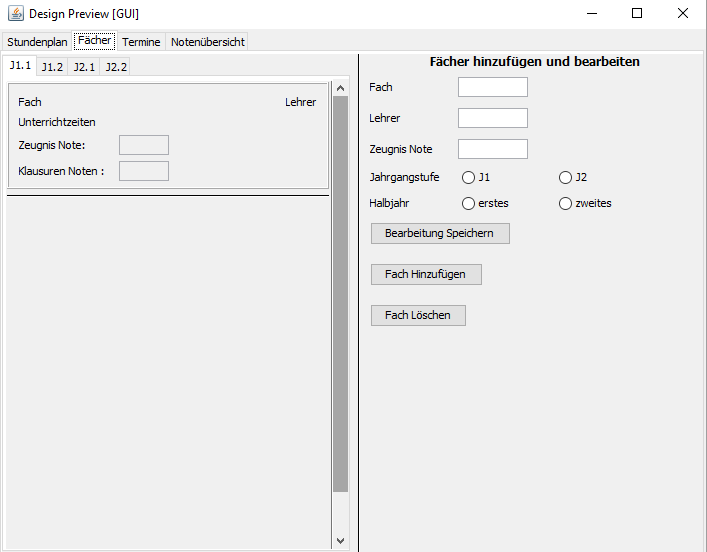 Design Preview [GUI]
Stundenplan Fächer Termine Notenübersicht
J1.1 J1.2 J2.1 J2.2
Fach Lehrer
Unterrichtzeiten
Zeugnis Note:
Klausuren Noten :
Fächer hinzufügen und bearbeiten
Fach
Lehrer
Zeugnis Note
Jahrgangstufe J1 J2
Halbjahr erstes zweites
Bearbeitung Speichern
Fach Hinzufügen
Fach Löschen